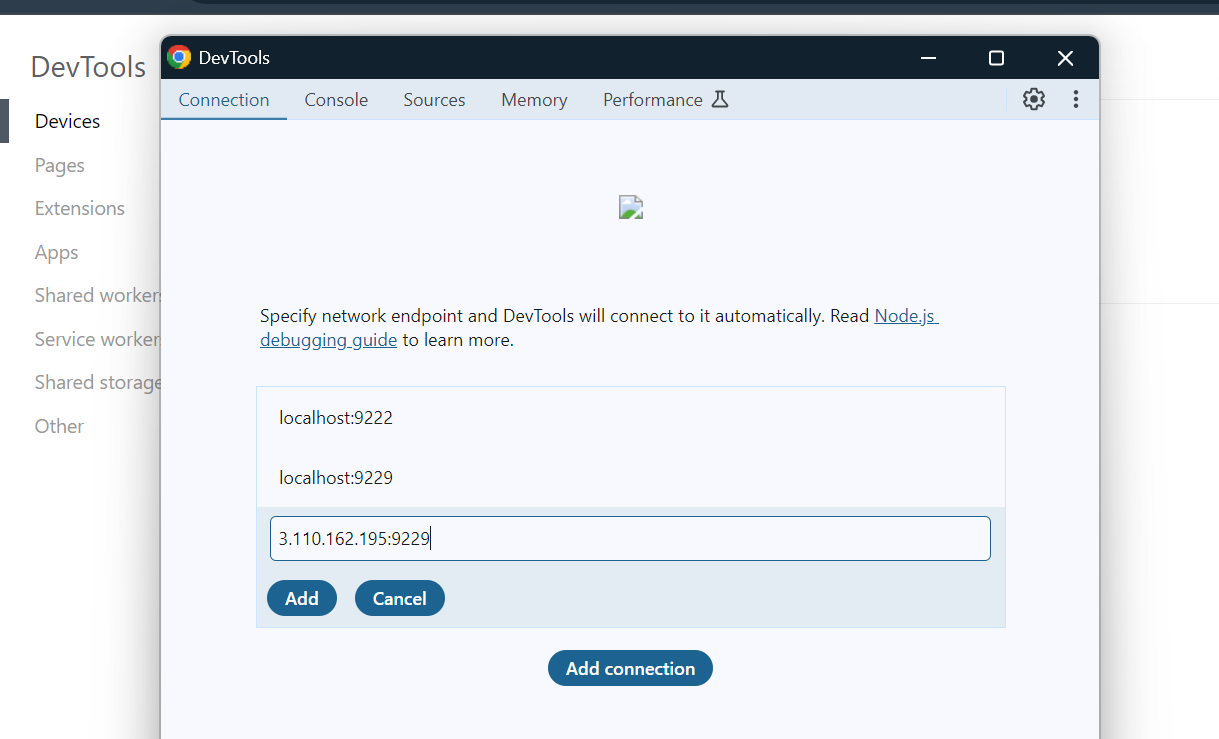 DevTools
Devices
Pages
Extensions
Apps
Shared workers
Service worker
Shared storage
Other
DevTools
Connection Console Sources Memory Performance
Specify network endpoint and DevTools will connect to it automatically. Read Node.js
debugging guide to learn more.
localhost:9222
localhost:9229
3.110.162.195:9229
Add Cancel
Add connection